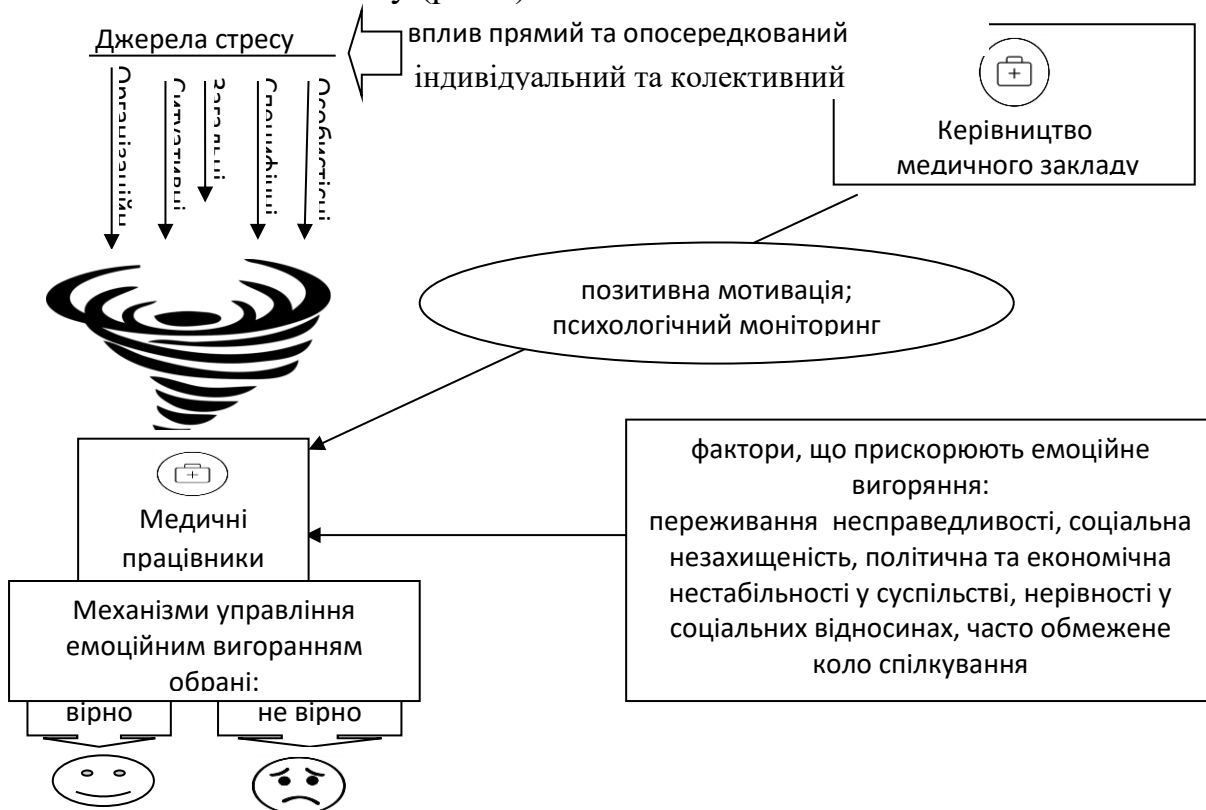 Джерела стресу
вплив прямий та опосередкований
індивідуальний та колективний
Керівництво
медичного закладу
позитивна мотивація;
психологічний моніторинг
Медичні
працівники
фактори, що прискорюють емоційне
вигоряння:
переживання несправедливості, соціальна
незахищеність, політична та економічна
нестабільності у суспільстві, нерівності у
соціальних відносинах, часто обмежене
коло спілкування
Механізми управління
емоційним вигоранням
обрані:
вірно
не вірно